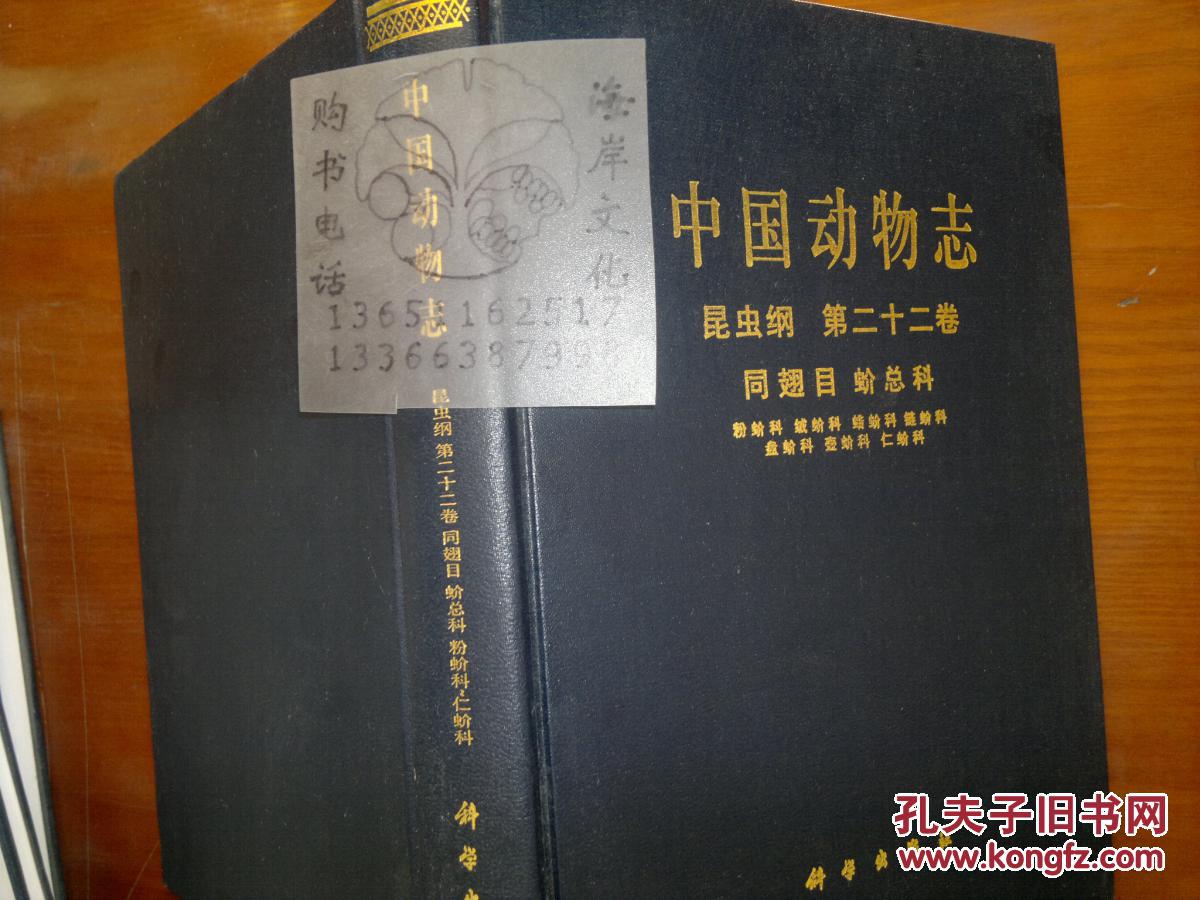 购书电话
海岸文化
13651162517
中国动物志
昆虫纲 第二十二卷 同翅目 蚧总科 粉蚧科~仁蚧科
科学出
中国动物志
昆虫纲 第二十二卷
同翅目 蚧总科
粉蚧科 绒蚧科 蜡蚧科 链蚧科
盘蚧科 壶蚧科 仁蚧科
科学出
孔夫子旧书网
www.kongfz.com